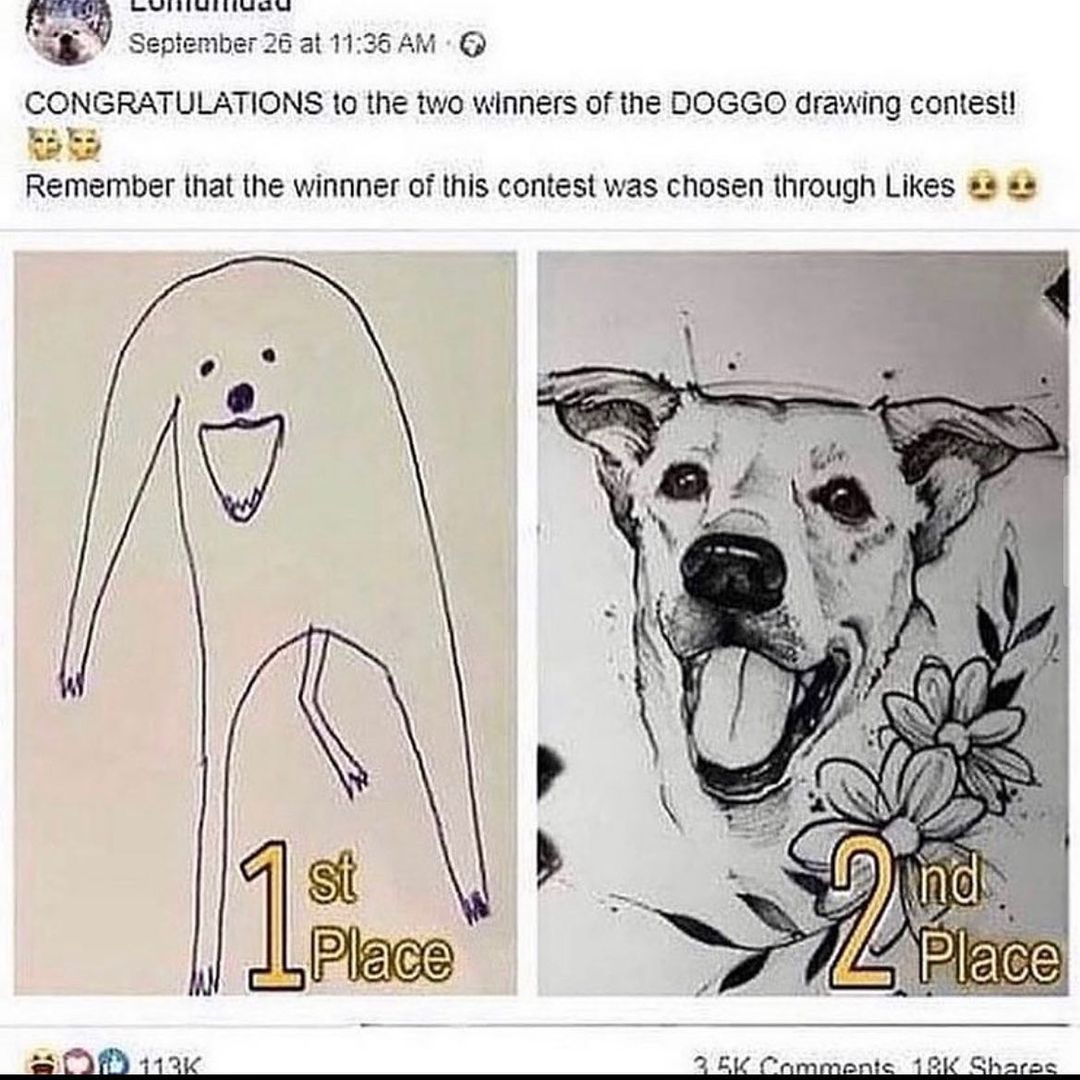 September 26 at 11:36 AM ·
CONGRATULATIONS to the two winners of the DOGGO drawing contest!
Remember that the winnner of this contest was chosen through Likes
1st Place
2nd Place
113K
3.5K Comments 18K Shares